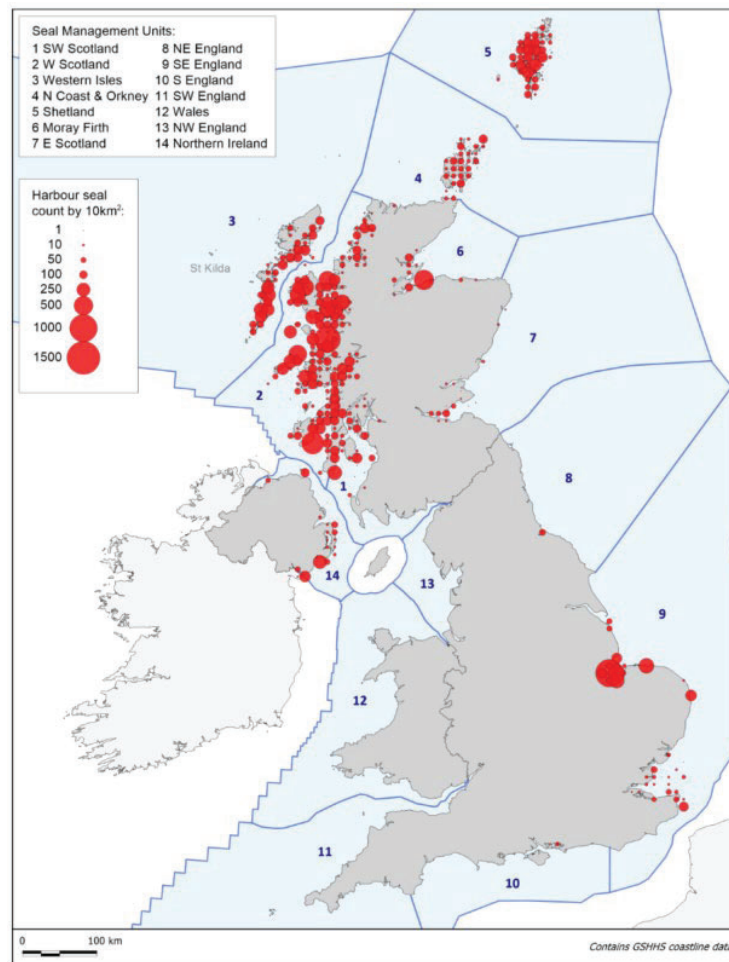 Seal Management Units:
1 SW Scotland 8 NE England
2 W Scotland 9 SE England
3 Western Isles 10 S England
4 N Coast & Orkney 11 SW England
5 Shetland 12 Wales
6 Moray Firth 13 NW England
7 E Scotland 14 Northern Ireland
Harbour seal
count by 10km²:
1
10
50
100
250
500
1000
1500
5
4
3
6
St Kilda
7
2
8
1
14
13
9
12
11
10
0 100 km
Contains GSHHS coastline data